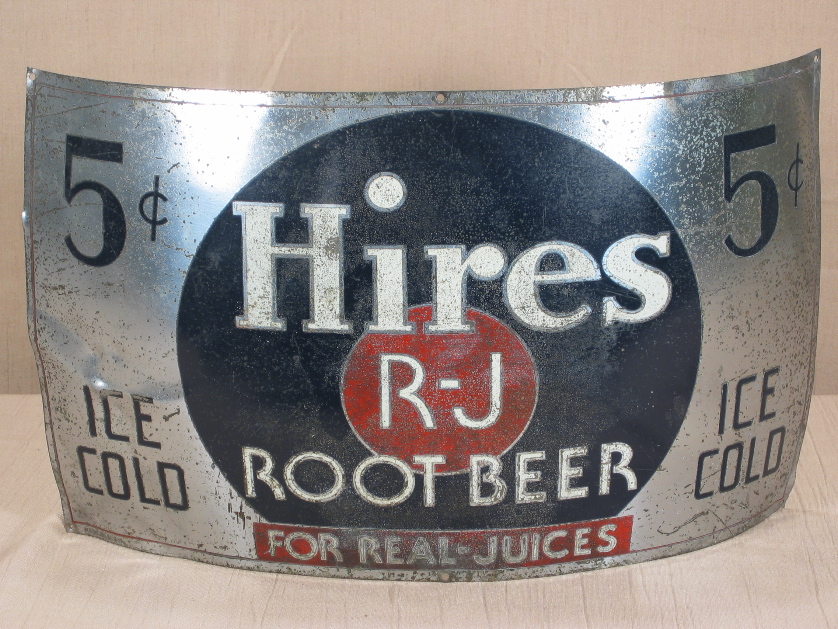 5¢
Hires
5¢
R-J
ICE
COLD
ROOT BEER
ICE
COLD
FOR REAL-JUICES